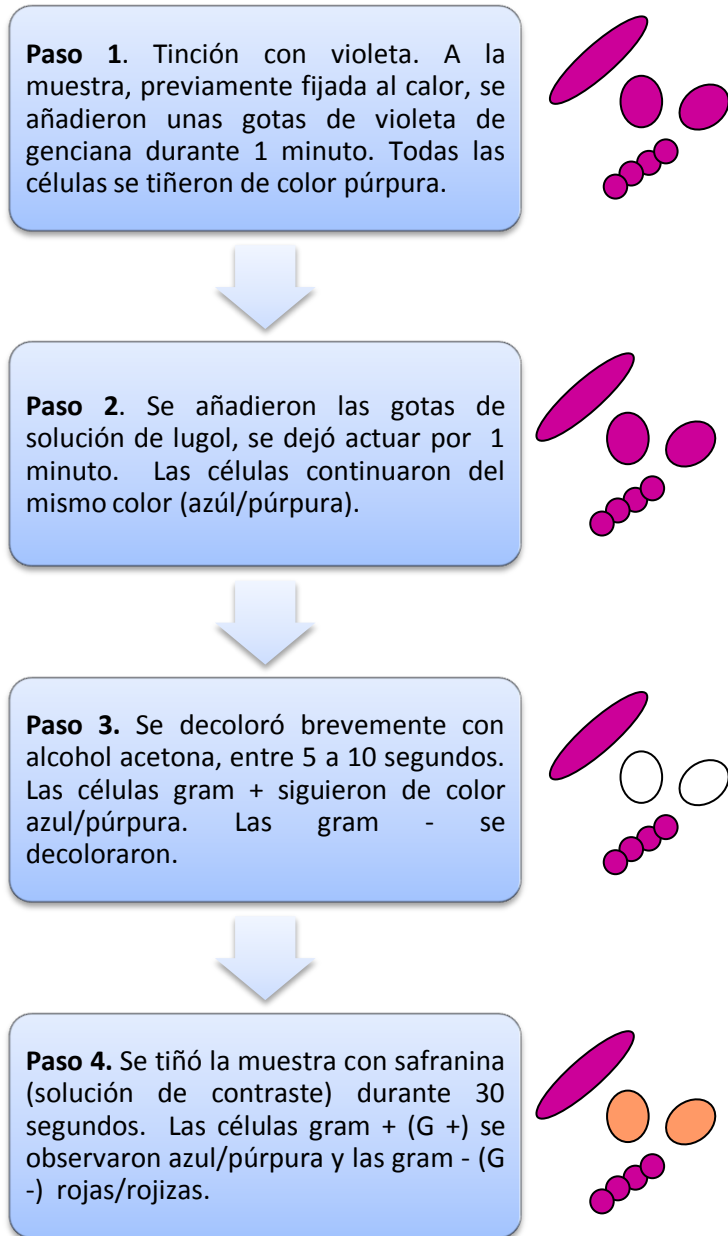 Paso 1. Tinción con violeta. A la
muestra, previamente fijada al calor, se
añadieron unas gotas de violeta de
genciana durante 1 minuto. Todas las
células se tiñeron de color púrpura.
Paso 2. Se añadieron las gotas de
solución de lugol, se dejó actuar por 1
minuto. Las células continuaron del
mismo color (azúl/púrpura).
Paso 3. Se decoloró brevemente con
alcohol acetona, entre 5 a 10 segundos.
Las células gram + siguieron de color
azul/púrpura. Las gram - se
decoloraron.
Paso 4. Se tiñó la muestra con safranina
(solución de contraste) durante 30
segundos. Las células gram + (G +) se
observaron azul/púrpura y las gram - (G
-) rojas/rojizas.